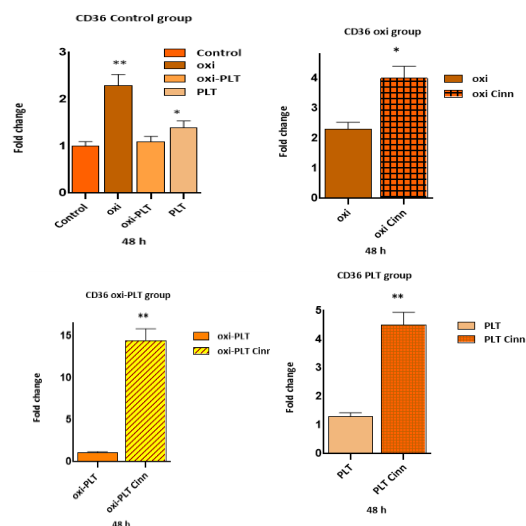 CD36 Control group
Fold change
3
2
1
0
Control
oxi
oxi-PLT
PLT
**
*
Control
oxi
oxi-PLT
PLT
48 h
CD36 oxi group
Fold change
4
2
0
*
oxi
oxi Cinn
oxi
oxi Cinn
48 h
CD36 oxi-PLT group
Fold change
15
10
5
0
**
oxi-PLT
oxi-PLT Cinr
oxi-PLT
oxi-PLT Cinn
48 h
CD36 PLT group
Fold change
5
4
3
2
1
0
**
PLT
PLT Cinn
PLT
PLT Cinn
48 h